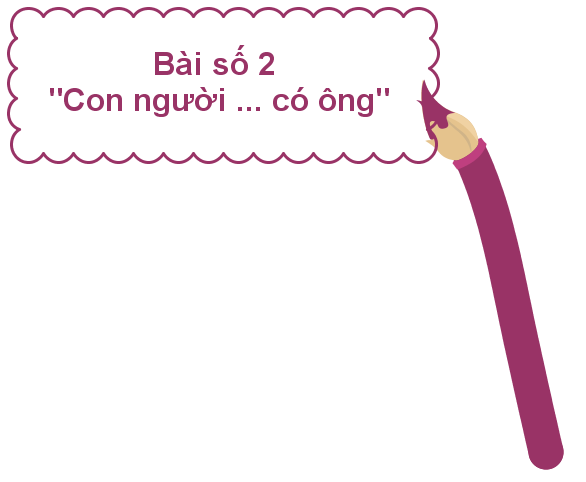 Bài số 2
"Con người ... có ông"